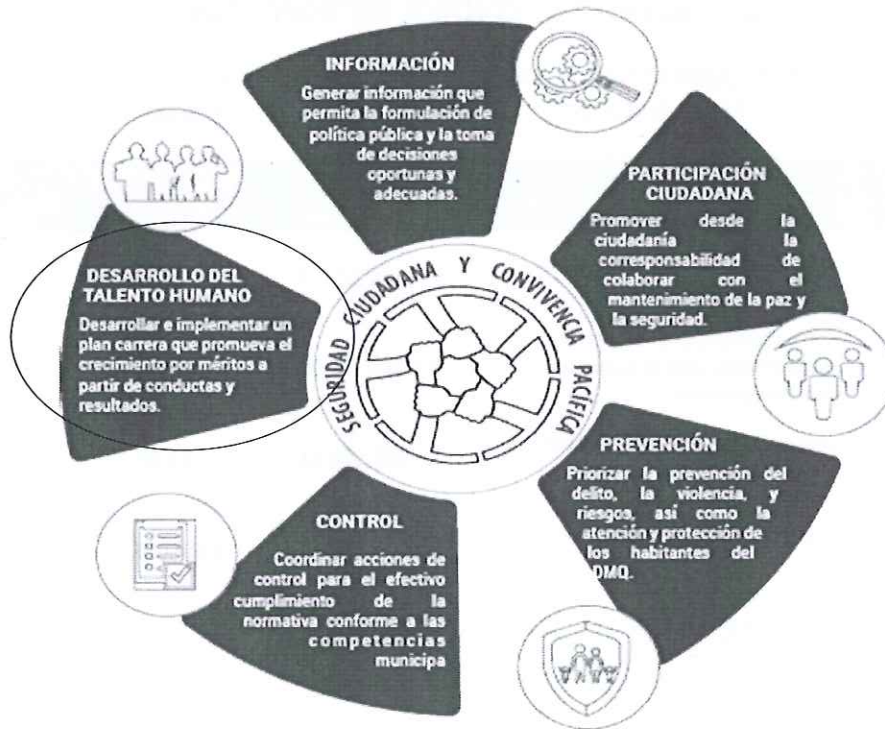 INFORMACIÓN
Generar información que
permita la formulación de
política pública y la toma
de decisiones
oportunas y
adecuadas.
PARTICIPACIÓN
CIUDADANA
Promover desde la
ciudadanía la
corresponsabilidad de
colaborar con el
mantenimiento de la paz y
la seguridad.
PREVENCIÓN
Priorizar la prevención del
delito, la violencia, y
riesgos, así como la
atención y protección de
los habitantes del
DMQ.
CONTROL
Coordinar acciones de
control para el efectivo
cumplimiento de la
normativa conforme a las
competencias
municipa
DESARROLLO DEL
TALENTO HUMANO
Desarrollar e implementar un
plan carrera que promueva el
crecimiento por méritos a
partir de conductas y
resultados.
SEGURIDAD CIUDADANA Y CONVIVENCIA PACÍFICA